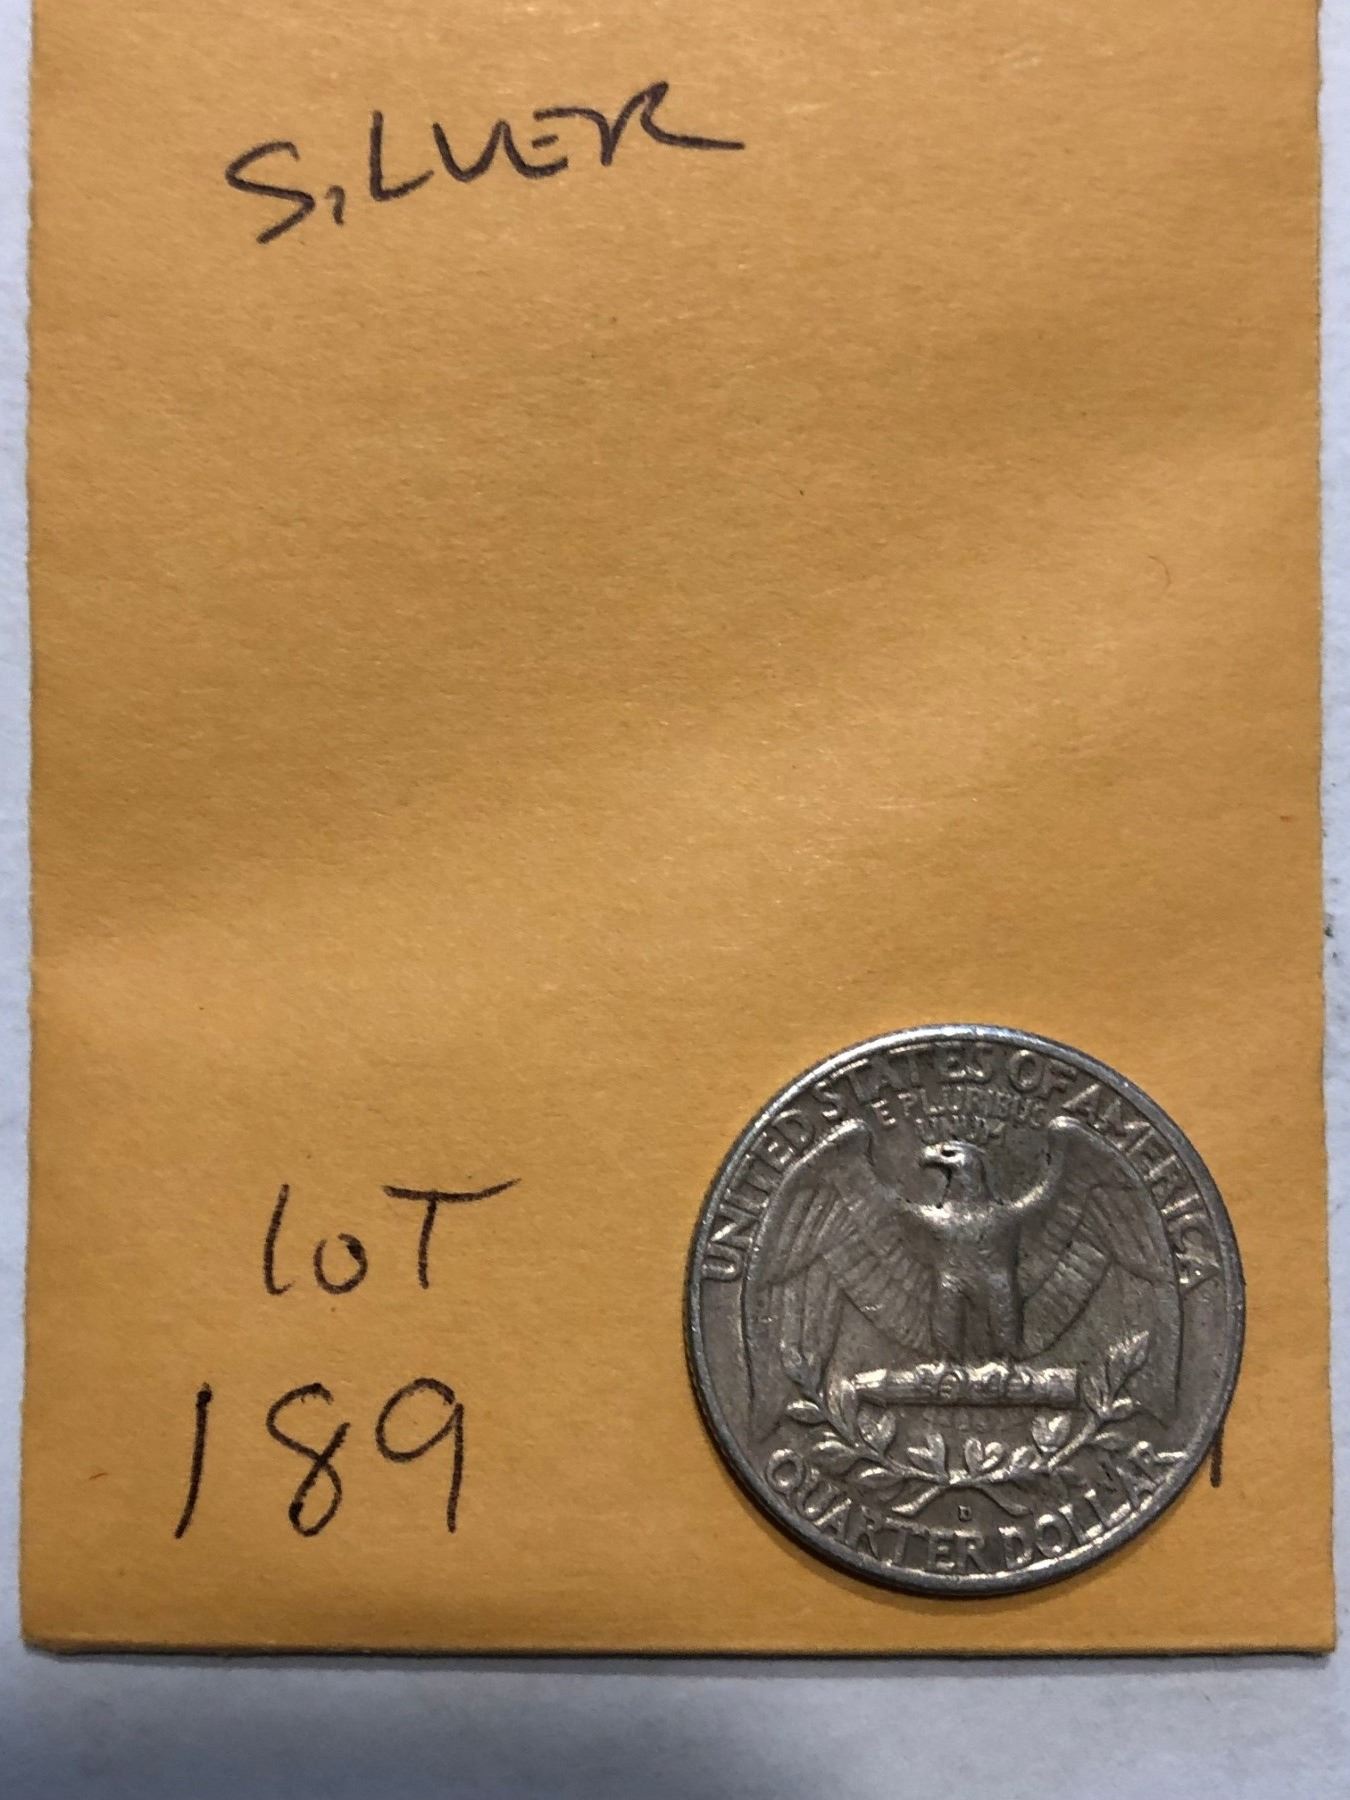 SiLVER
LOT
189
UNITED STATES OF AMERICA
E PLURIBUS
UNUM
D
QUARTER DOLLAR